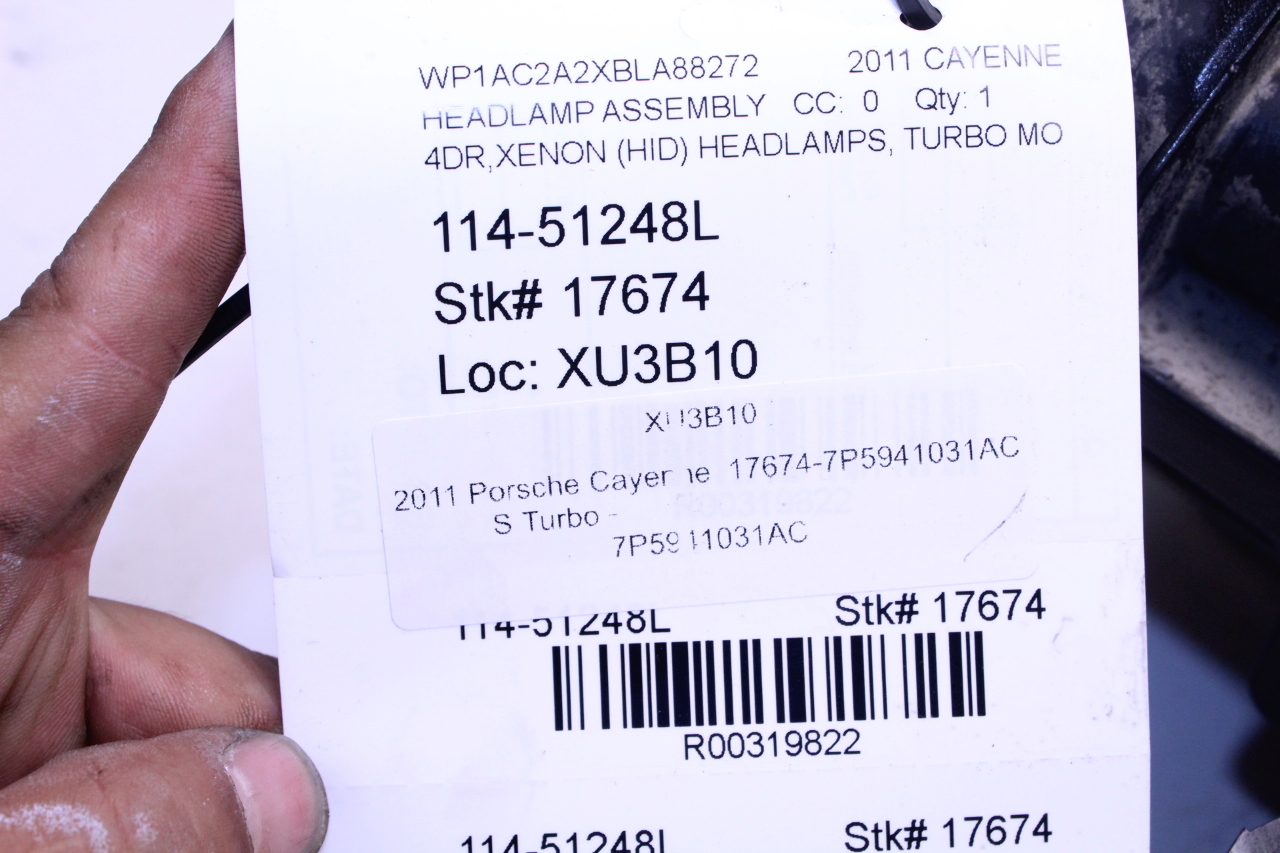 WP1AC2A2XBLA88272 2011 CAYENNE
HEADLAMP ASSEMBLY CC: 0 Qty: 1
4DR,XENON (HID) HEADLAMPS, TURBO MO
114-51248L
Stk# 17674
Loc: XU3B10
XU3B10
2011 Porsche Cayenne 17674-7P5941031AC
S Turbo -
7P5941031AC
114-51248L Stk# 17674
R00319822
114-51248L Stk# 17674